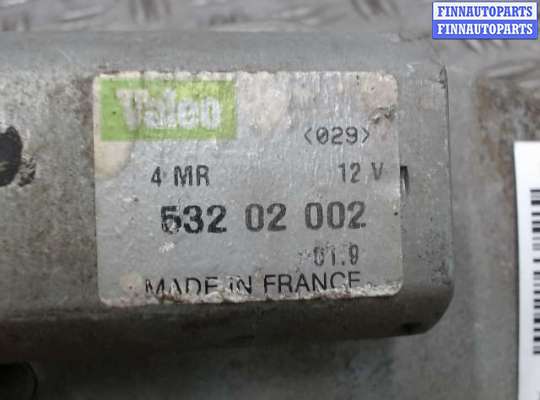 FINNAUTOPARTS
FINNAUTOPARTS
Valeo
<029>
4 MR 12 V
532 02 002
01.9
MADE IN FRANCE